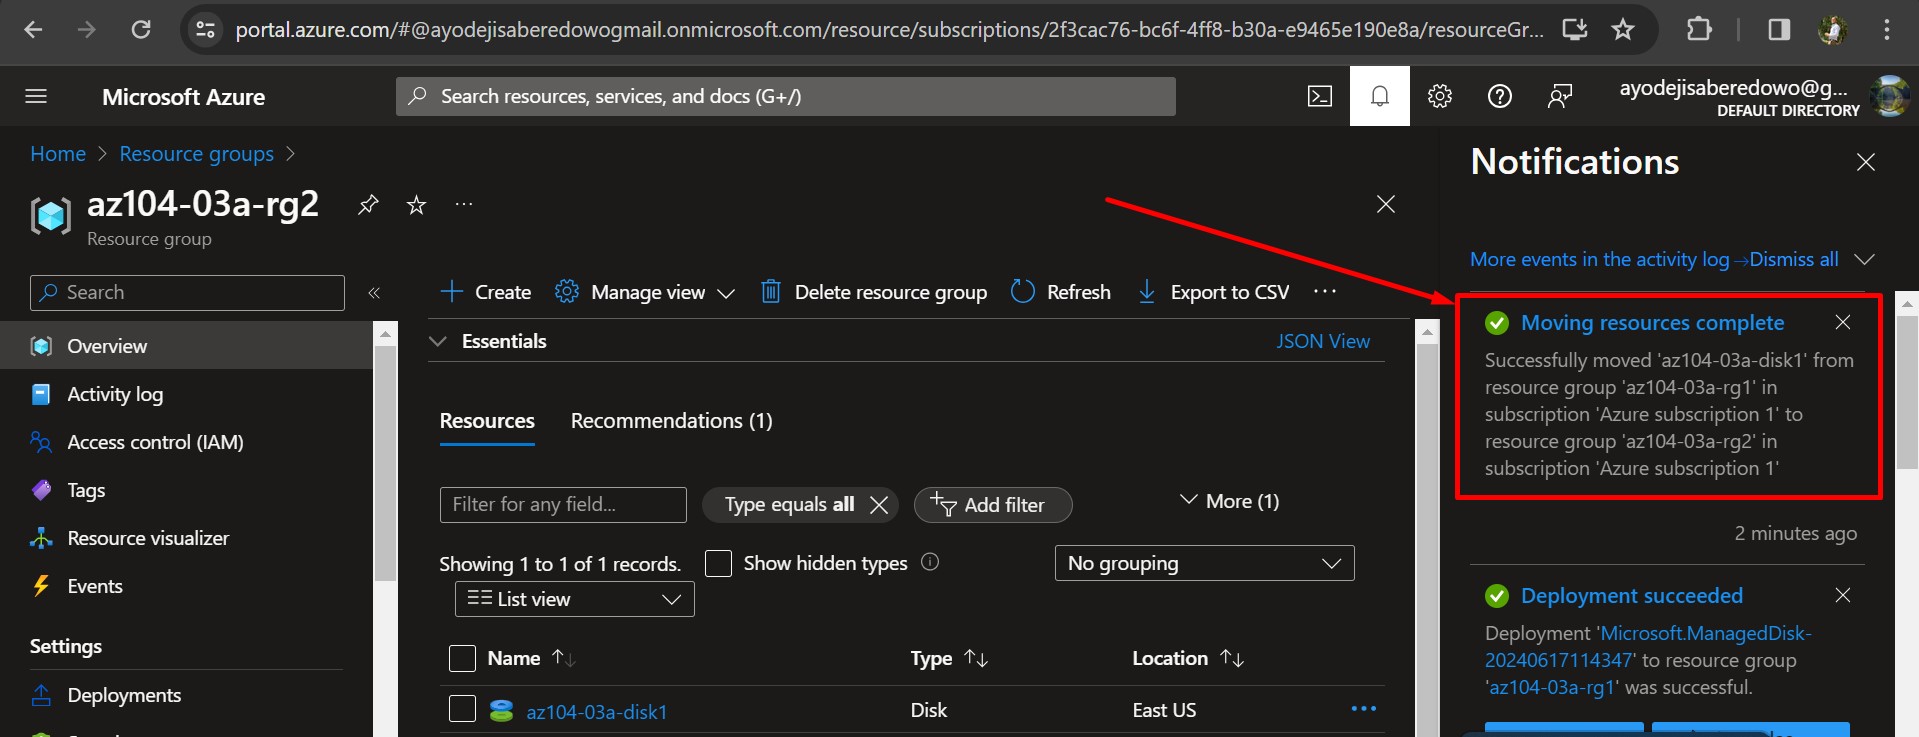 portal.azure.com/#@ayodejisaberedowogmail.onmicrosoft.com/resource/subscriptions/2f3cac76-bc6f-4ff8-b30a-e9465e190e8a/resourceGr...
Microsoft Azure
Search resources, services, and docs (G+/)
ayodejisaberedowo@g...
DEFAULT DIRECTORY
Home > Resource groups >
az104-03a-rg2
Resource group
Search
Overview
Activity log
Access control (IAM)
Tags
Resource visualizer
Events
Settings
Deployments
Create Manage view Delete resource group Refresh Export to CSV ...
Essentials JSON View
Resources Recommendations (1)
Filter for any field... Type equals all Add filter More (1)
Showing 1 to 1 of 1 records. Show hidden types No grouping
List view
Name Type Location
az104-03a-disk1 Disk East US
Notifications
More events in the activity log → Dismiss all
Moving resources complete
Successfully moved 'az104-03a-disk1' from
resource group 'az104-03a-rg1' in
subscription 'Azure subscription 1' to
resource group 'az104-03a-rg2' in
subscription 'Azure subscription 1'
2 minutes ago
Deployment succeeded
Deployment 'Microsoft.ManagedDisk-
20240617114347' to resource group
'az104-03a-rg1' was successful.